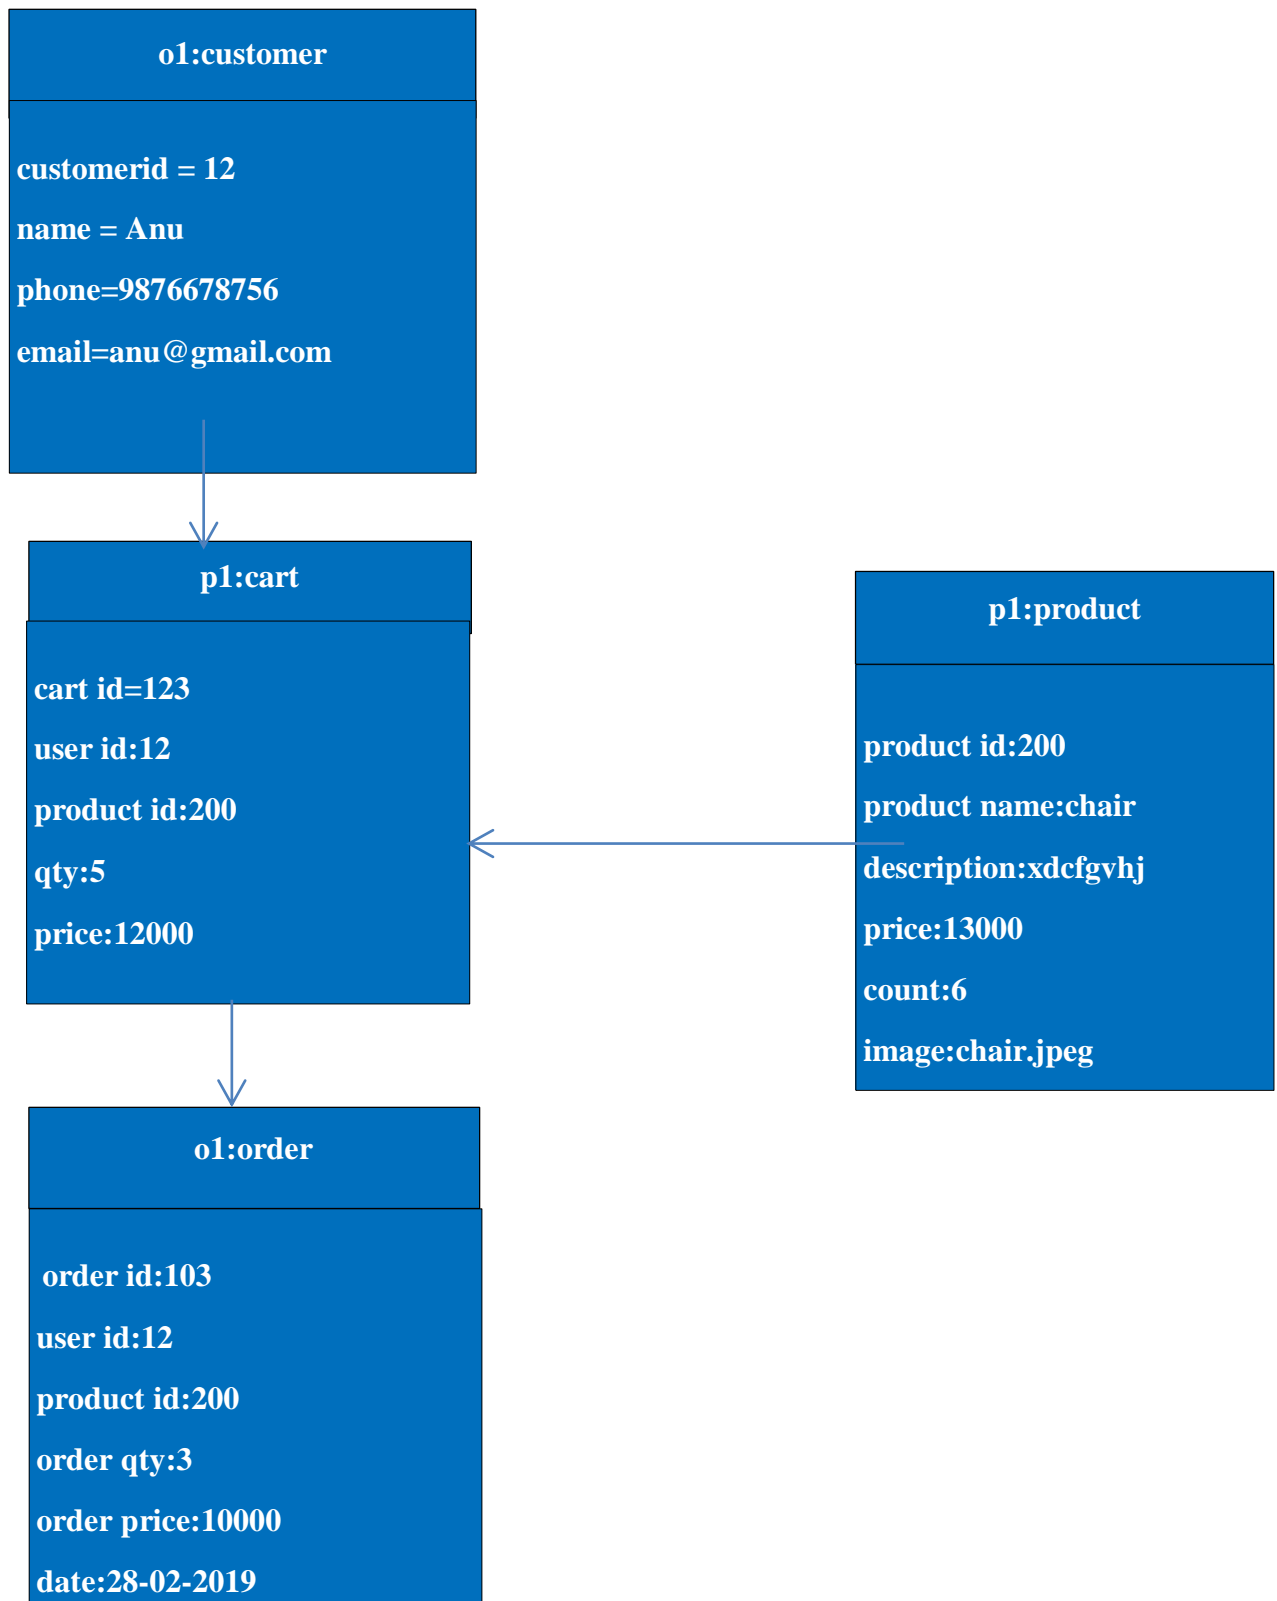 o1:customer
customerid = 12
name = Anu
phone=9876678756
email=anu@gmail.com
p1:cart
cart id=123
user id:12
product id:200
qty:5
price:12000
p1:product
product id:200
product name:chair
description:xdcfgvhj
price:13000
count:6
image:chair.jpeg
o1:order
order id:103
user id:12
product id:200
order qty:3
order price:10000
date:28-02-2019